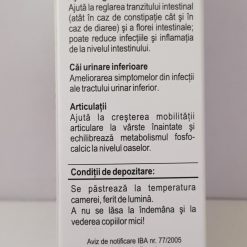 Ajută la reglarea tranzitului intestinal
(atât în caz de constipație cât și în
caz de diaree) și a florei intestinale;
poate reduce infecțiile și inflamația
de la nivelul intestinului.
Căi urinare inferioare
Ameliorarea simptomelor din infecții
ale tractului urinar inferior.
Articulații
Ajută la creșterea mobilității
articulare la vârste înaintate și
echilibrează metabolismul fosfo-
calcic la nivelul oaselor.
Condiții de depozitare:
Se păstrează la temperatura
camerei, ferit de lumină.
A nu se lăsa la îndemâna și la
vederea copiilor mici!
Aviz de notificare IBA nr. 77/2005